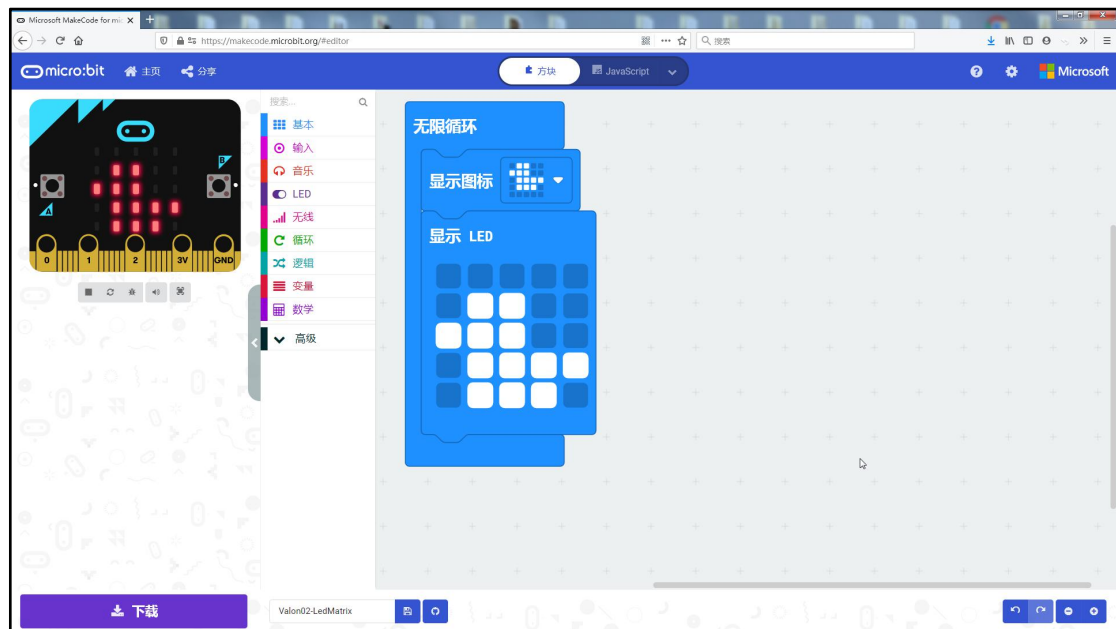 Microsoft MakeCode for mic
https://makecode.microbit.org/#editor
搜索
micro:bit
主页
分享
方块
JavaScript
Microsoft
搜索...
基本
输入
音乐
LED
无线
循环
逻辑
变量
数学
高级
A
B
0
1
2
3V
GND
无限循环
显示图标
显示 LED
下载
Valon02-LedMatrix